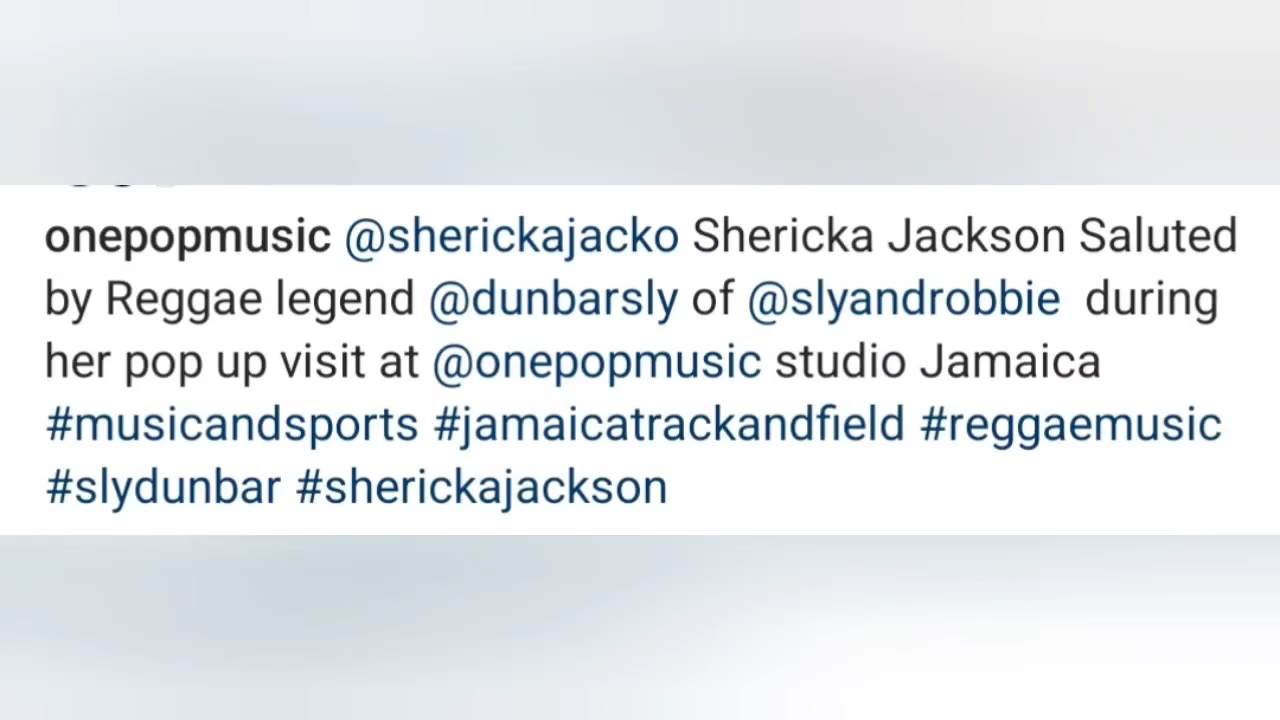 onepopmusic @sherickajacko Shericka Jackson Saluted
by Reggae legend @dunbarsly of @slyandrobbie  during
her pop up visit at @onepopmusic studio Jamaica
#musicandsports #jamaicatrackandfield #reggaemusic
#slydunbar #sherickajackson